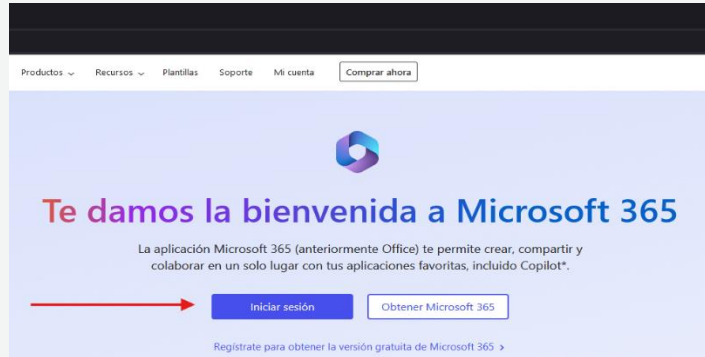 Productos Recursos Plantillas Soporte Mi cuenta Comprar ahora
Te damos la bienvenida a Microsoft 365
La aplicación Microsoft 365 (anteriormente Office) te permite crear, compartir y
colaborar en un solo lugar con tus aplicaciones favoritas, incluido Copilot*.
Iniciar sesión Obtener Microsoft 365
Regístrate para obtener la versión gratuita de Microsoft 365 >